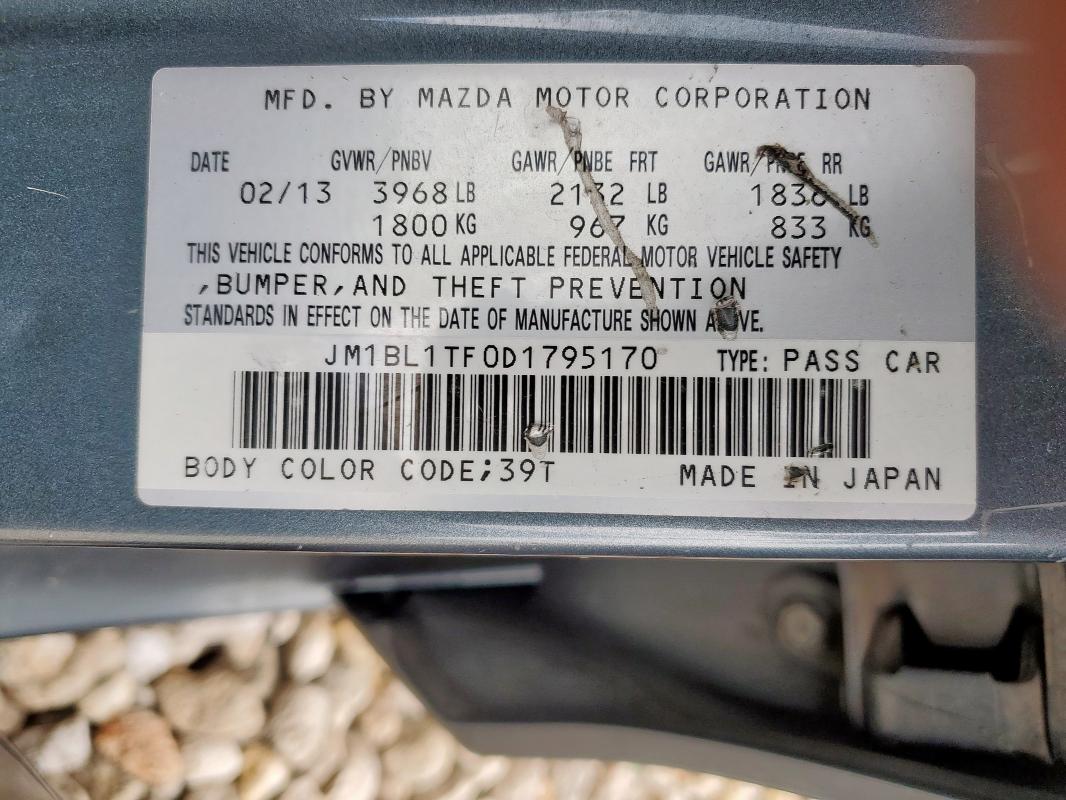 MFD. BY MAZDA MOTOR CORPORATION
DATE GVWR/PNBV GAWR/PNBE FRT GAWR/PNBE RR
02/13 3968 LB 2132 LB 1836 LB
1800 KG 967 KG 833 KG
THIS VEHICLE CONFORMS TO ALL APPLICABLE FEDERAL MOTOR VEHICLE SAFETY
,BUMPER,AND THEFT PREVENTION
STANDARDS IN EFFECT ON THE DATE OF MANUFACTURE SHOWN ABOVE.
JM1BL1TF0D1795170 TYPE: PASS CAR
BODY COLOR CODE;39T MADE IN JAPAN